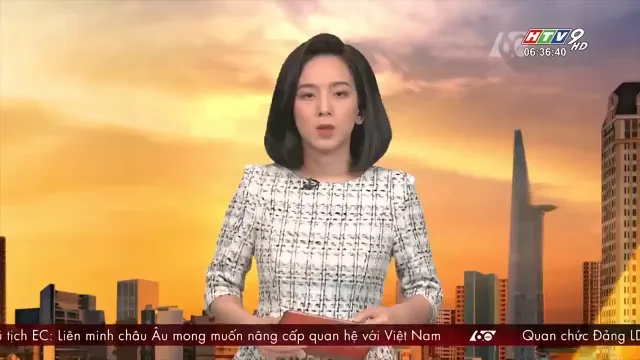 HTV9 HD
06:36:40
ủ tịch EC: Liên minh châu Âu mong muốn nâng cấp quan hệ với Việt Nam 60 Quan chức Đảng LD